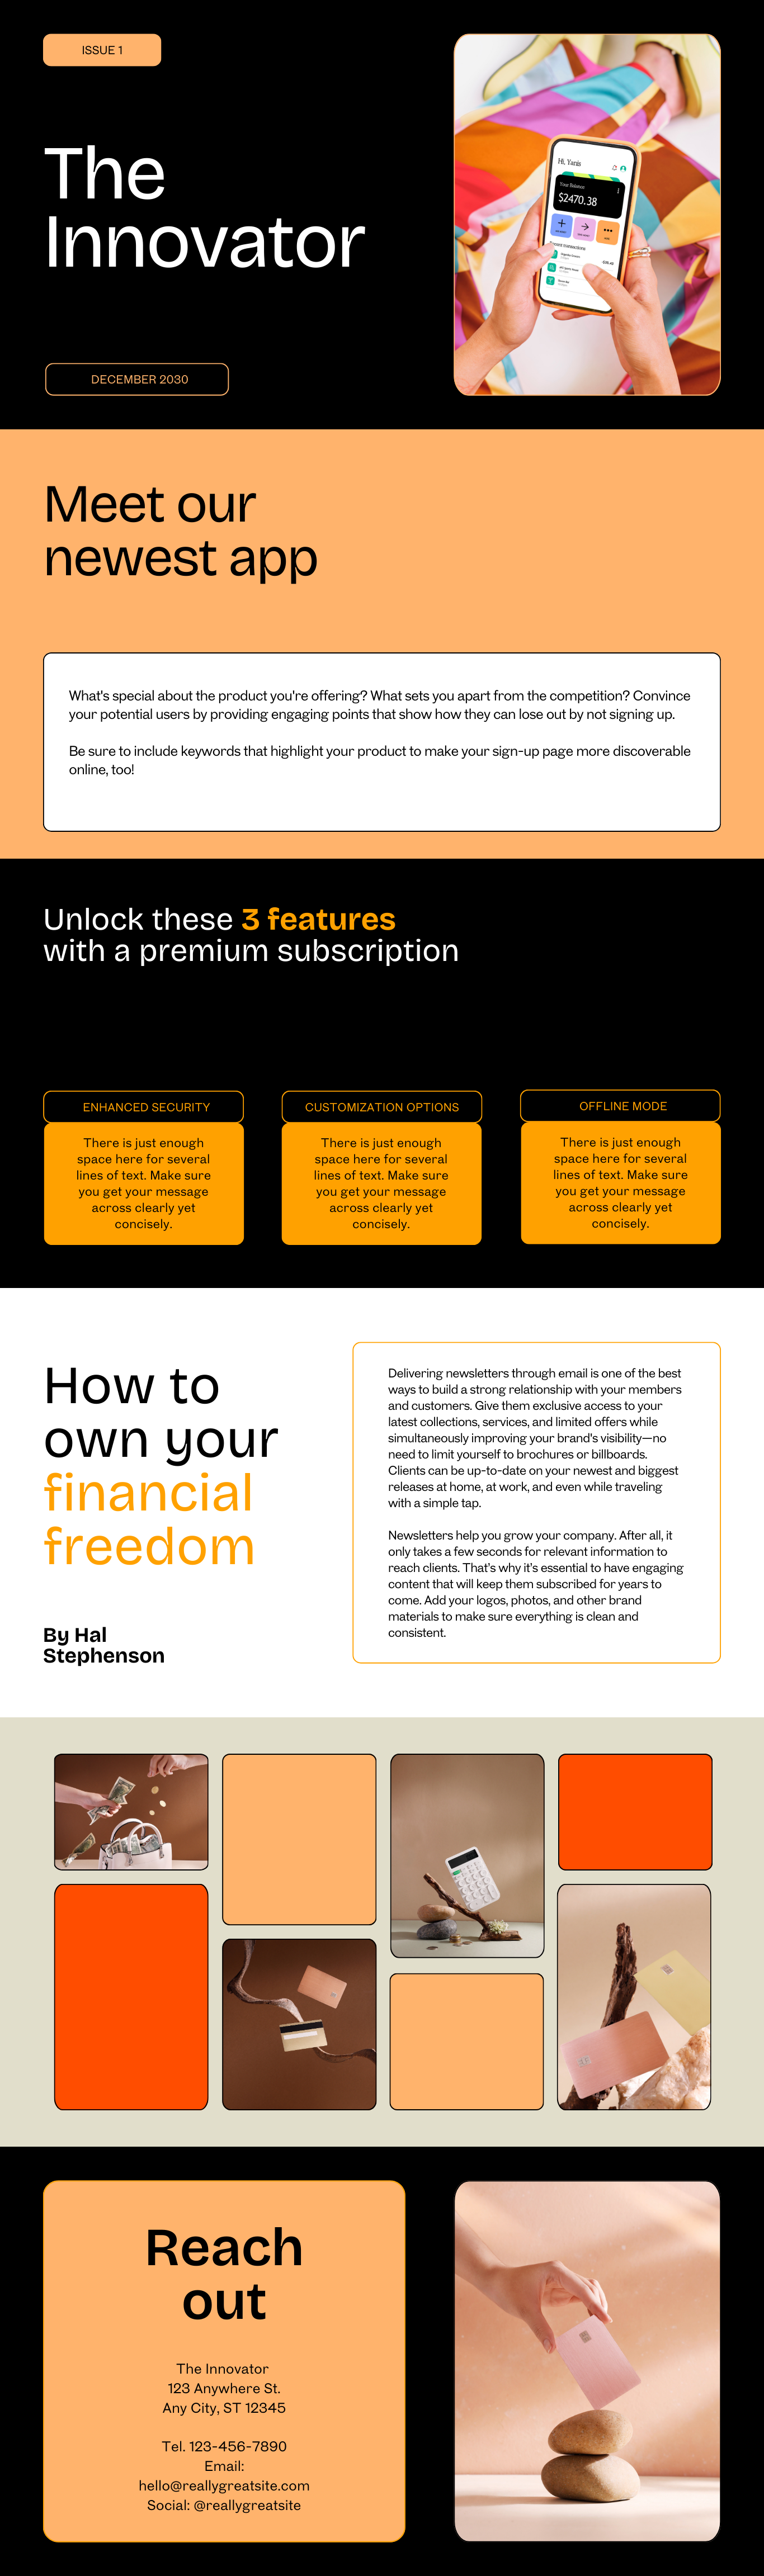 ISSUE 1
The
Innovator
DECEMBER 2030
Hi, Yanis
Your Balance
$2470.38
Meet our
newest app
What's special about the product you're offering? What sets you apart from the competition? Convince
your potential users by providing engaging points that show how they can lose out by not signing up.
Be sure to include keywords that highlight your product to make your sign-up page more discoverable
online, too!
Unlock these 3 features
with a premium subscription
ENHANCED SECURITY
There is just enough
space here for several
lines of text. Make sure
you get your message
across clearly yet
concisely.
CUSTOMIZATION OPTIONS
There is just enough
space here for several
lines of text. Make sure
you get your message
across clearly yet
concisely.
OFFLINE MODE
There is just enough
space here for several
lines of text. Make sure
you get your message
across clearly yet
concisely.
How to
own your
financial
freedom
By Hal
Stephenson
Delivering newsletters through email is one of the best
ways to build a strong relationship with your members
and customers. Give them exclusive access to your
latest collections, services, and limited offers while
simultaneously improving your brand's visibility—no
need to limit yourself to brochures or billboards.
Clients can be up-to-date on your newest and biggest
releases at home, at work, and even while traveling
with a simple tap.
Newsletters help you grow your company. After all, it
only takes a few seconds for relevant information to
reach clients. That's why it's essential to have engaging
content that will keep them subscribed for years to
come. Add your logos, photos, and other brand
materials to make sure everything is clean and
consistent.
Reach
out
The Innovator
123 Anywhere St.
Any City, ST 12345
Tel. 123-456-7890
Email:
hello@reallygreatsite.com
Social: @reallygreatsite